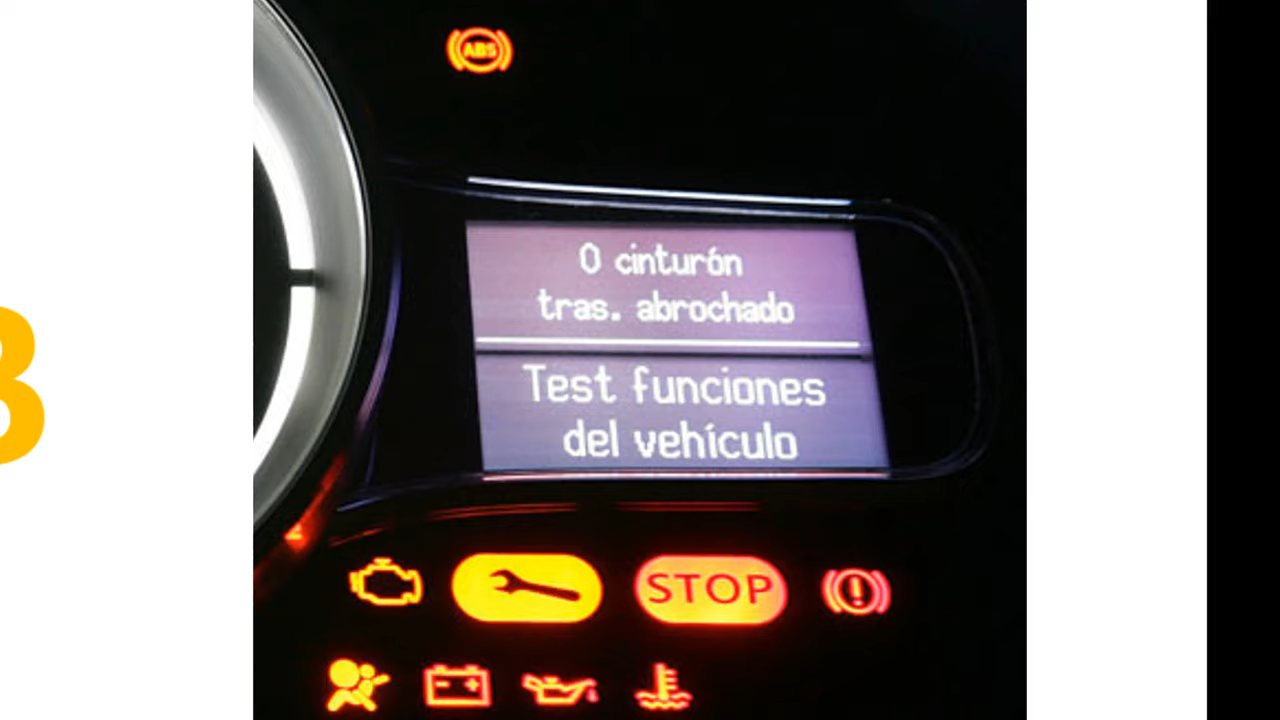 ABS
0 cinturón
tras. abrochado
Test funciones
del vehículo
STOP